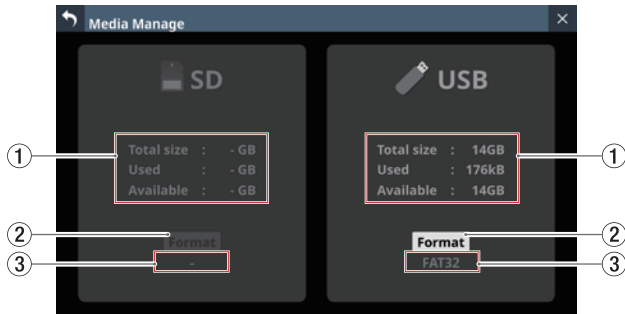 Media Manage
SD
Total size : - GB
Used : - GB
Available : - GB
Format
-
USB
Total size : 14GB
Used : 176kB
Available : 14GB
Format
FAT32
1
2
3
1
2
3